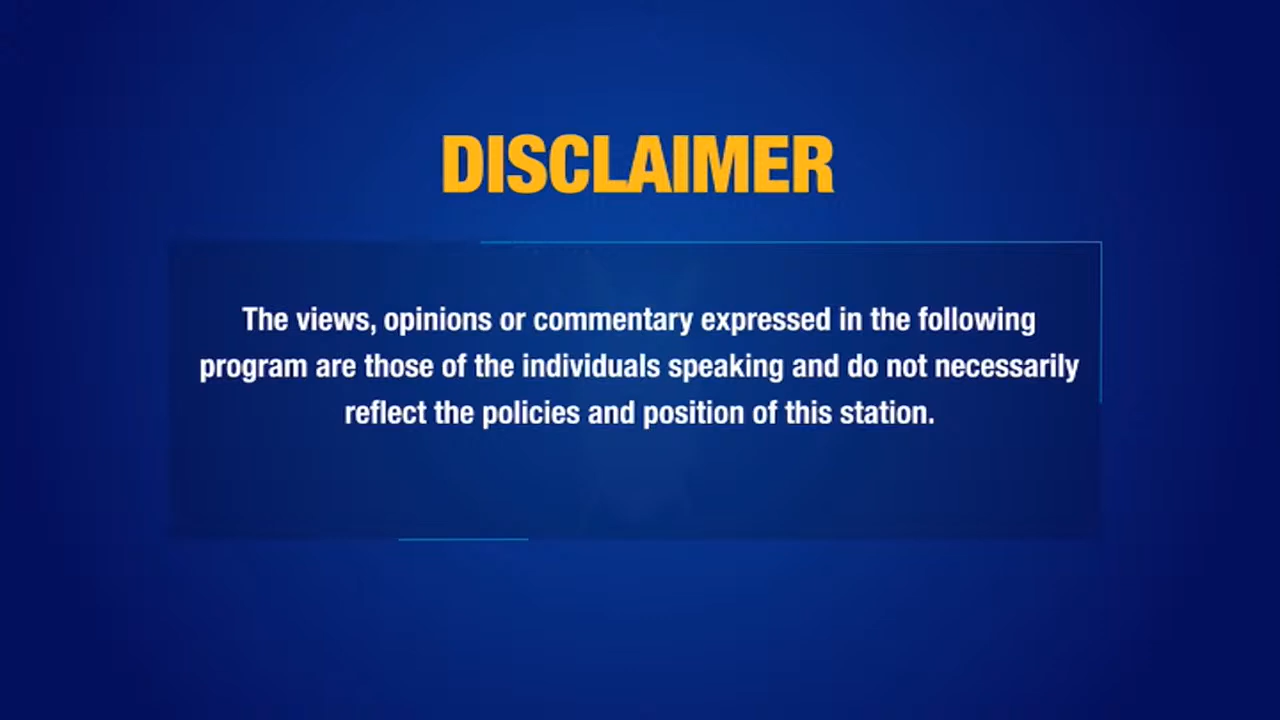 DISCLAIMER
The views, opinions or commentary expressed in the following
program are those of the individuals speaking and do not necessarily
reflect the policies and position of this station.